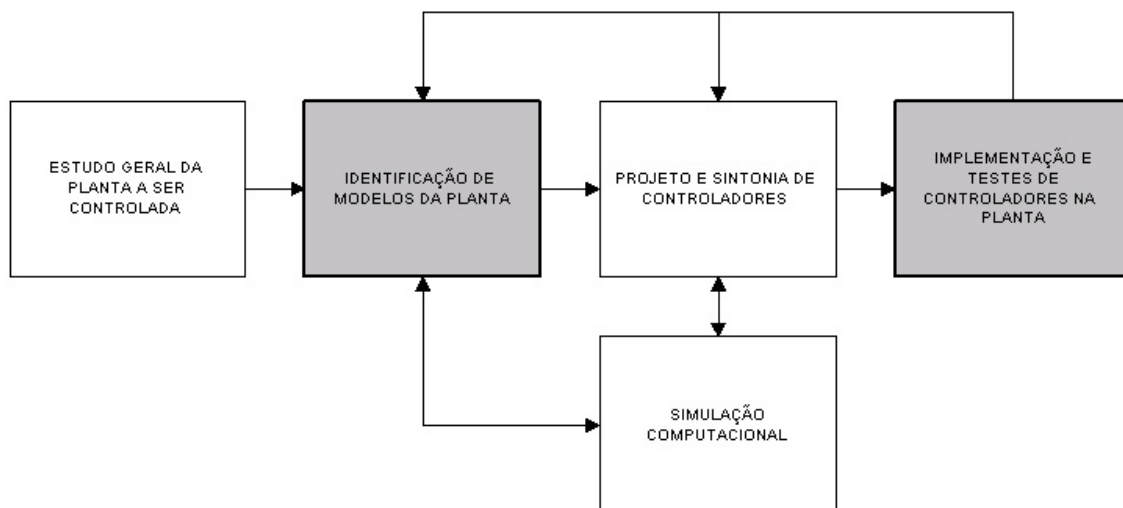 ESTUDO GERAL DA
PLANTA A SER
CONTROLADA
IDENTIFICAÇÃO DE
MODELOS DA PLANTA
PROJETO E SINTONIA DE
CONTROLADORES
IMPLEMENTAÇÃO E
TESTES DE
CONTROLADORES NA
PLANTA
SIMULAÇÃO
COMPUTACIONAL